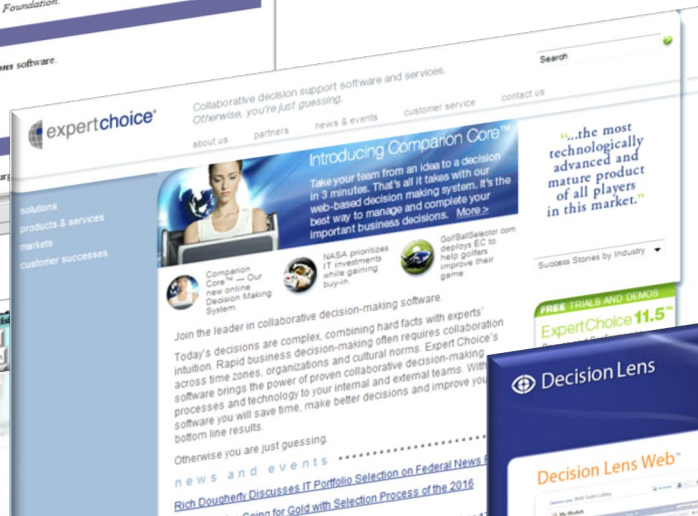 Foundation.
software.
expertchoice®
Collaborative decision support software and services.
Otherwise, you're just guessing.
Search
about us
partners
news & events
customer service
contact us
solutions
products & services
markets
customer successes
Introducing Comparion Core™
Take your team from an idea to a decision
in 3 minutes. That's all it takes with our
web-based decision making system. It's the
best way to manage and complete your
important business decisions. More >
"...the most
technologically
advanced and
mature product
of all players
in this market."
Comparion
Core™ — Our
new online
Decision Making
System.
NASA prioritizes
IT investments
while gaining
buy-in.
GolfBallSelector.com
deploys EC to
help golfers
improve their
game.
Success Stories by Industry
Join the leader in collaborative decision-making software.
Today's decisions are complex, combining hard facts with experts'
intuition. Rapid business decision-making often requires collaboration
across time zones, organizations and cultural norms. Expert Choice's
software brings the power of proven collaborative decision-making
processes and technology to your internal and external teams. With
software you will save time, make better decisions and improve you
bottom line results.
Otherwise you are just guessing.
FREE TRIALS AND DEMOS
Expert Choice 11.5™
news and events
Rich Dougherty Discusses IT Portfolio Selection on Federal News
Going for Gold with Selection Process of the 2016
Decision Lens
Decision Lens Web™
My Models